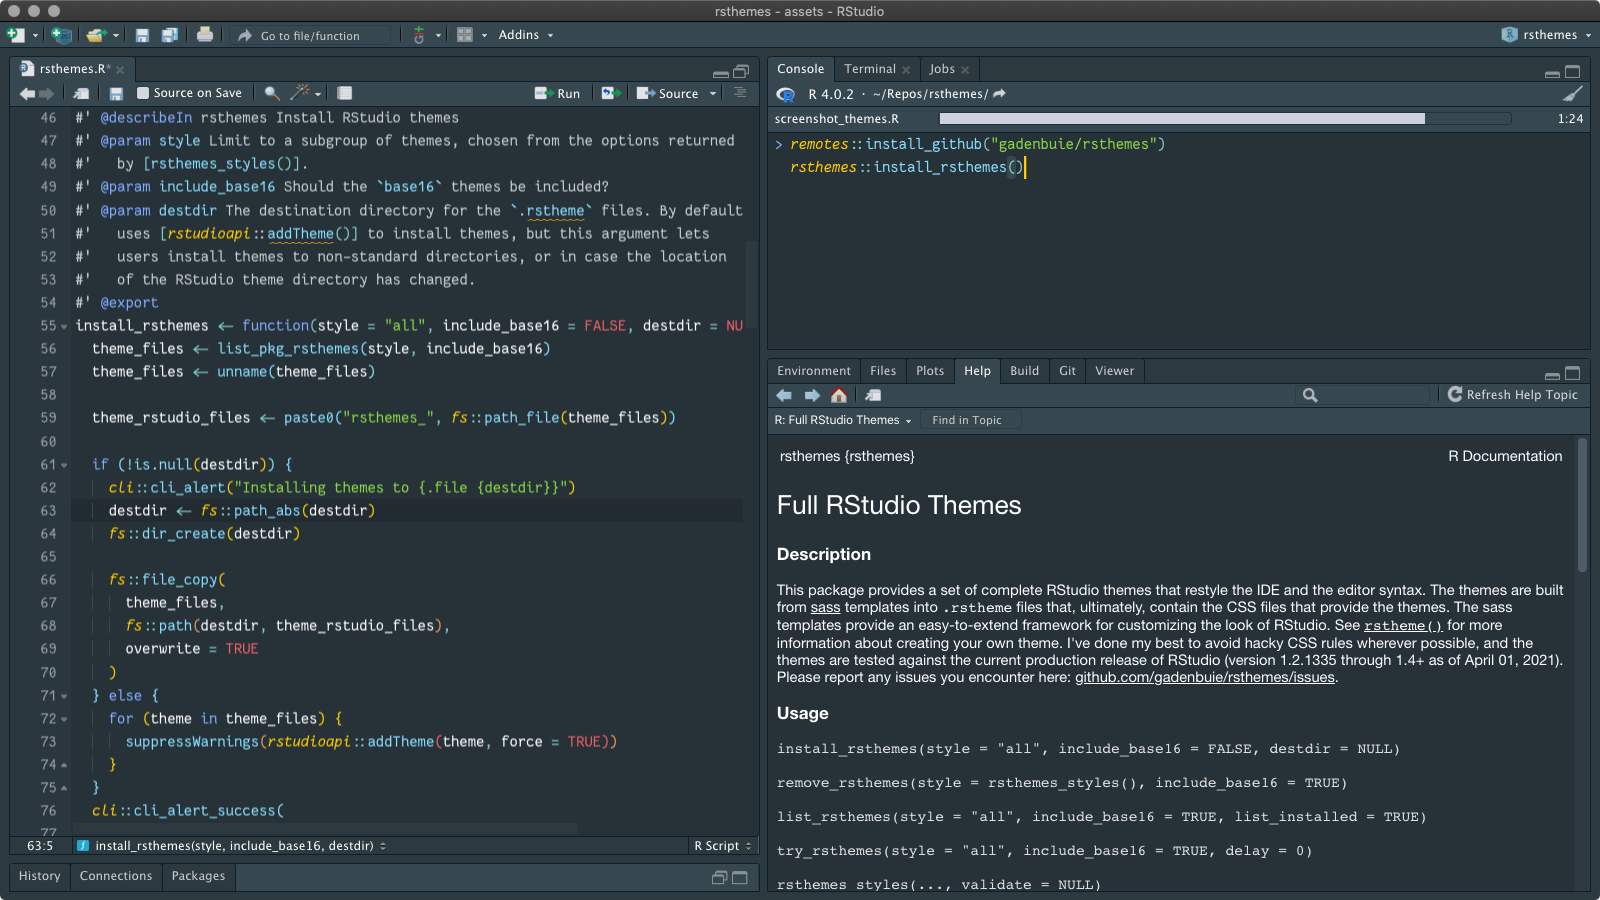 rsthemes - assets - RStudio
Go to file/function
Addins
rsthemes
rsthemes.R*
Source on Save
Run
Source
46 #' @describeIn rsthemes Install RStudio themes
47 #' @param style Limit to a subgroup of themes, chosen from the options returned
48 #'   by [rsthemes_styles()].
49 #' @param include_base16 Should the `base16` themes be included?
50 #' @param destdir The destination directory for the `.rstheme` files. By default
51 #'   uses [rstudioapi::addTheme()] to install themes, but this argument lets
52 #'   users install themes to non-standard directories, or in case the location
53 #'   of the RStudio theme directory has changed.
54 #' @export
55 install_rsthemes <- function(style = "all", include_base16 = FALSE, destdir = NU
56   theme_files <- list_pkg_rsthemes(style, include_base16)
57   theme_files <- unname(theme_files)
58
59   theme_rstudio_files <- paste0("rsthemes_", fs::path_file(theme_files))
60
61   if (!is.null(destdir)) {
62     cli::cli_alert("Installing themes to {.file {destdir}}")
63     destdir <- fs::path_abs(destdir)
64     fs::dir_create(destdir)
65
66     fs::file_copy(
67       theme_files,
68       fs::path(destdir, theme_rstudio_files),
69       overwrite = TRUE
70     )
71   } else {
72     for (theme in theme_files) {
73       suppressWarnings(rstudioapi::addTheme(theme, force = TRUE))
74     }
75   }
76   cli::cli_alert_success(
77
63:5
install_rsthemes(style, include_base16, destdir)
R Script
History Connections Packages
Console Terminal Jobs
R 4.0.2 · ~/Repos/rsthemes/
screenshot_themes.R
1:24
> remotes::install_github("gadenbuie/rsthemes")
rsthemes::install_rsthemes()
Environment Files Plots Help Build Git Viewer
Refresh Help Topic
R: Full RStudio Themes
Find in Topic
rsthemes {rsthemes}
R Documentation
Full RStudio Themes
Description
This package provides a set of complete RStudio themes that restyle the IDE and the editor syntax. The themes are built
from sass templates into .rstheme files that, ultimately, contain the CSS files that provide the themes. The sass
templates provide an easy-to-extend framework for customizing the look of RStudio. See rstheme() for more
information about creating your own theme. I've done my best to avoid hacky CSS rules wherever possible, and the
themes are tested against the current production release of RStudio (version 1.2.1335 through 1.4+ as of April 01, 2021).
Please report any issues you encounter here: github.com/gadenbuie/rsthemes/issues.
Usage
install_rsthemes(style = "all", include_base16 = FALSE, destdir = NULL)
remove_rsthemes(style = rsthemes_styles(), include_base16 = TRUE)
list_rsthemes(style = "all", include_base16 = TRUE, list_installed = TRUE)
try_rsthemes(style = "all", include_base16 = TRUE, delay = 0)
rsthemes_styles(..., validate = NULL)